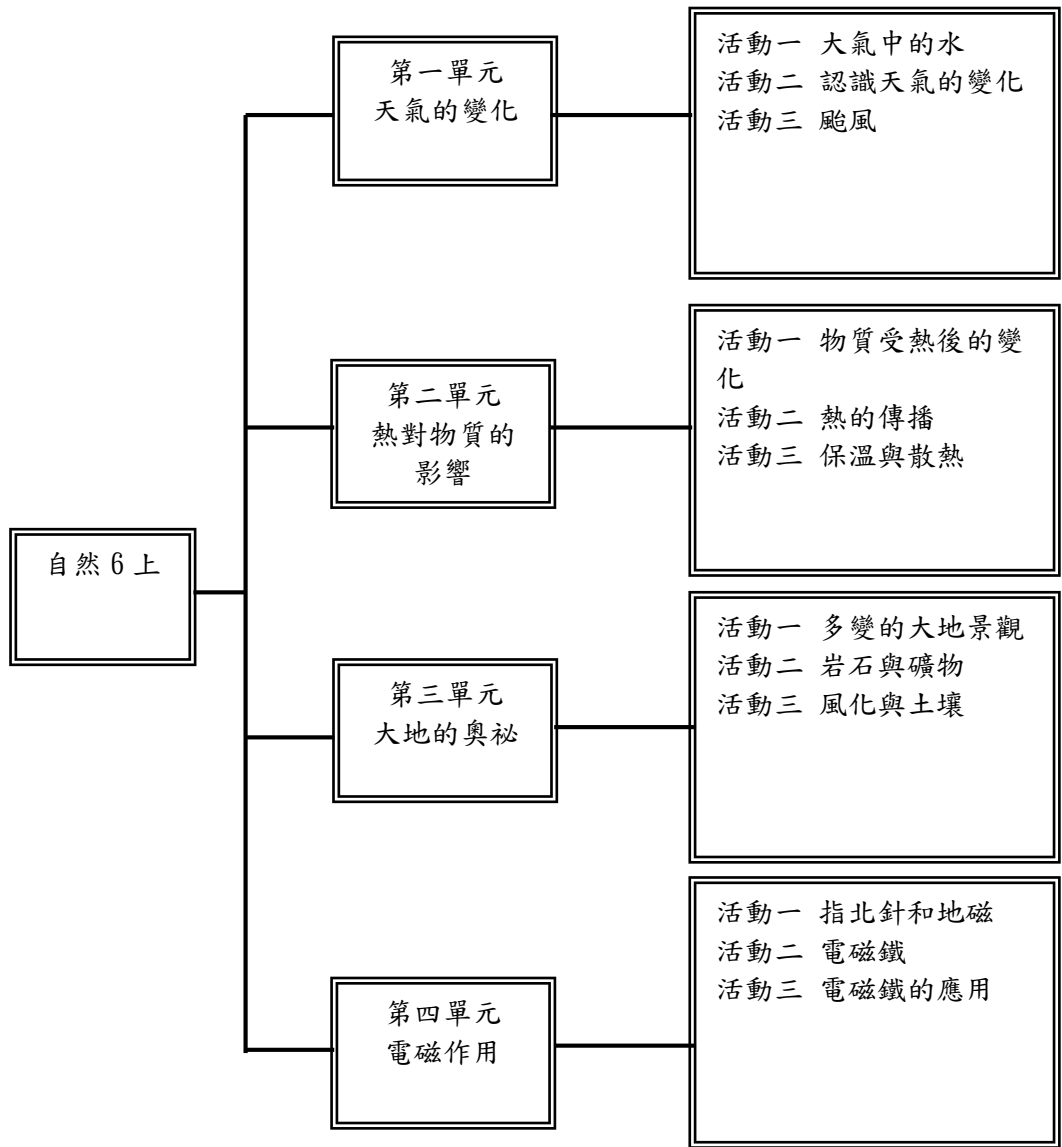 自然6上
第一單元
天氣的變化
活動一 大氣中的水
活動二 認識天氣的變化
活動三 颱風
第二單元
熱對物質的
影響
活動一 物質受熱後的變
化
活動二 熱的傳播
活動三 保溫與散熱
第三單元
大地的奧祕
活動一 多變的大地景觀
活動二 岩石與礦物
活動三 風化與土壤
第四單元
電磁作用
活動一 指北針和地磁
活動二 電磁鐵
活動三 電磁鐵的應用